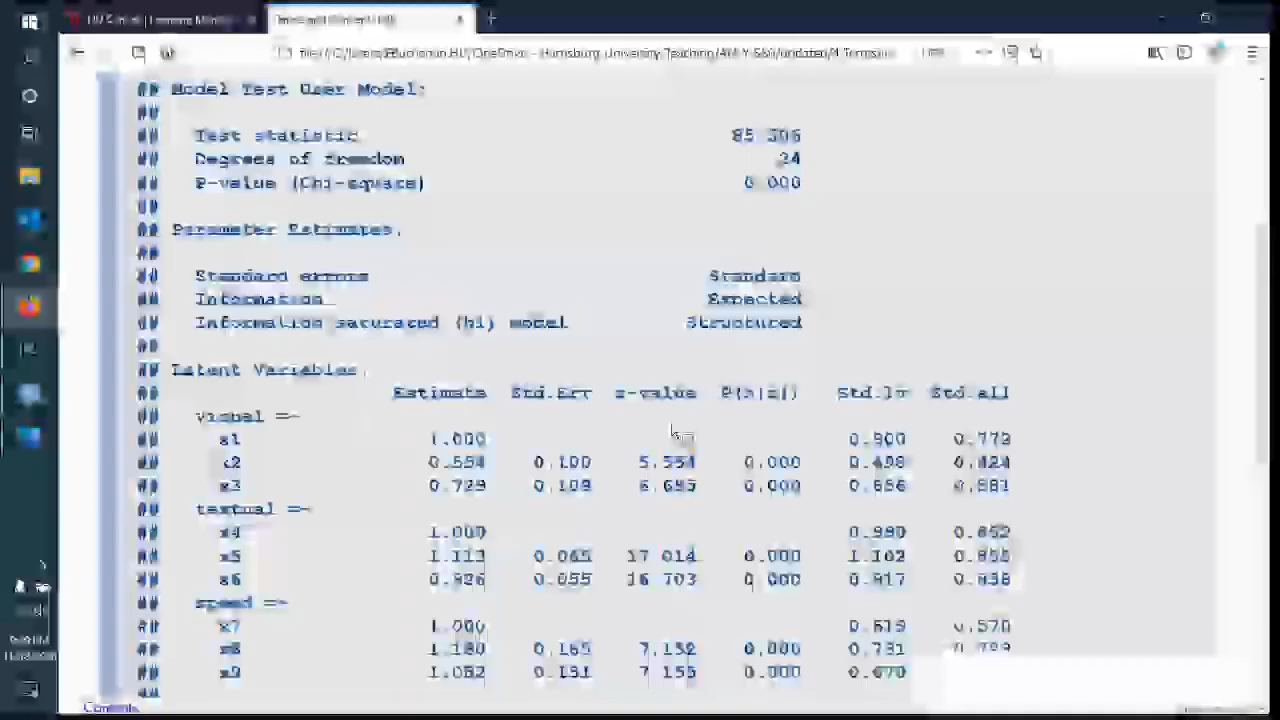 ## Model Test User Model:
##
## Test statistic 85.306
## Degrees of freedom 24
## P-value (Chi-square) 0.000
##
## Parameter Estimates:
##
## Standard errors Standard
## Information Expected
## Information saturated (h1) model Structured
##
## Latent Variables:
## Estimate Std.Err z-value P(>|z|) Std.lv Std.all
## visual =~
## x1 1.000 0.900 0.772
## x2 0.554 0.100 5.554 0.000 0.498 0.424
## x3 0.729 0.109 6.685 0.000 0.656 0.581
## textual =~
## x4 1.000 0.990 0.852
## x5 1.113 0.065 17.014 0.000 1.102 0.855
## x6 0.926 0.055 16.703 0.000 0.917 0.838
## speed =~
## x7 1.000 0.619 0.570
## x8 1.180 0.165 7.152 0.000 0.731
## x9 1.082 0.151 7.155 0.000 0.670
##
Contents